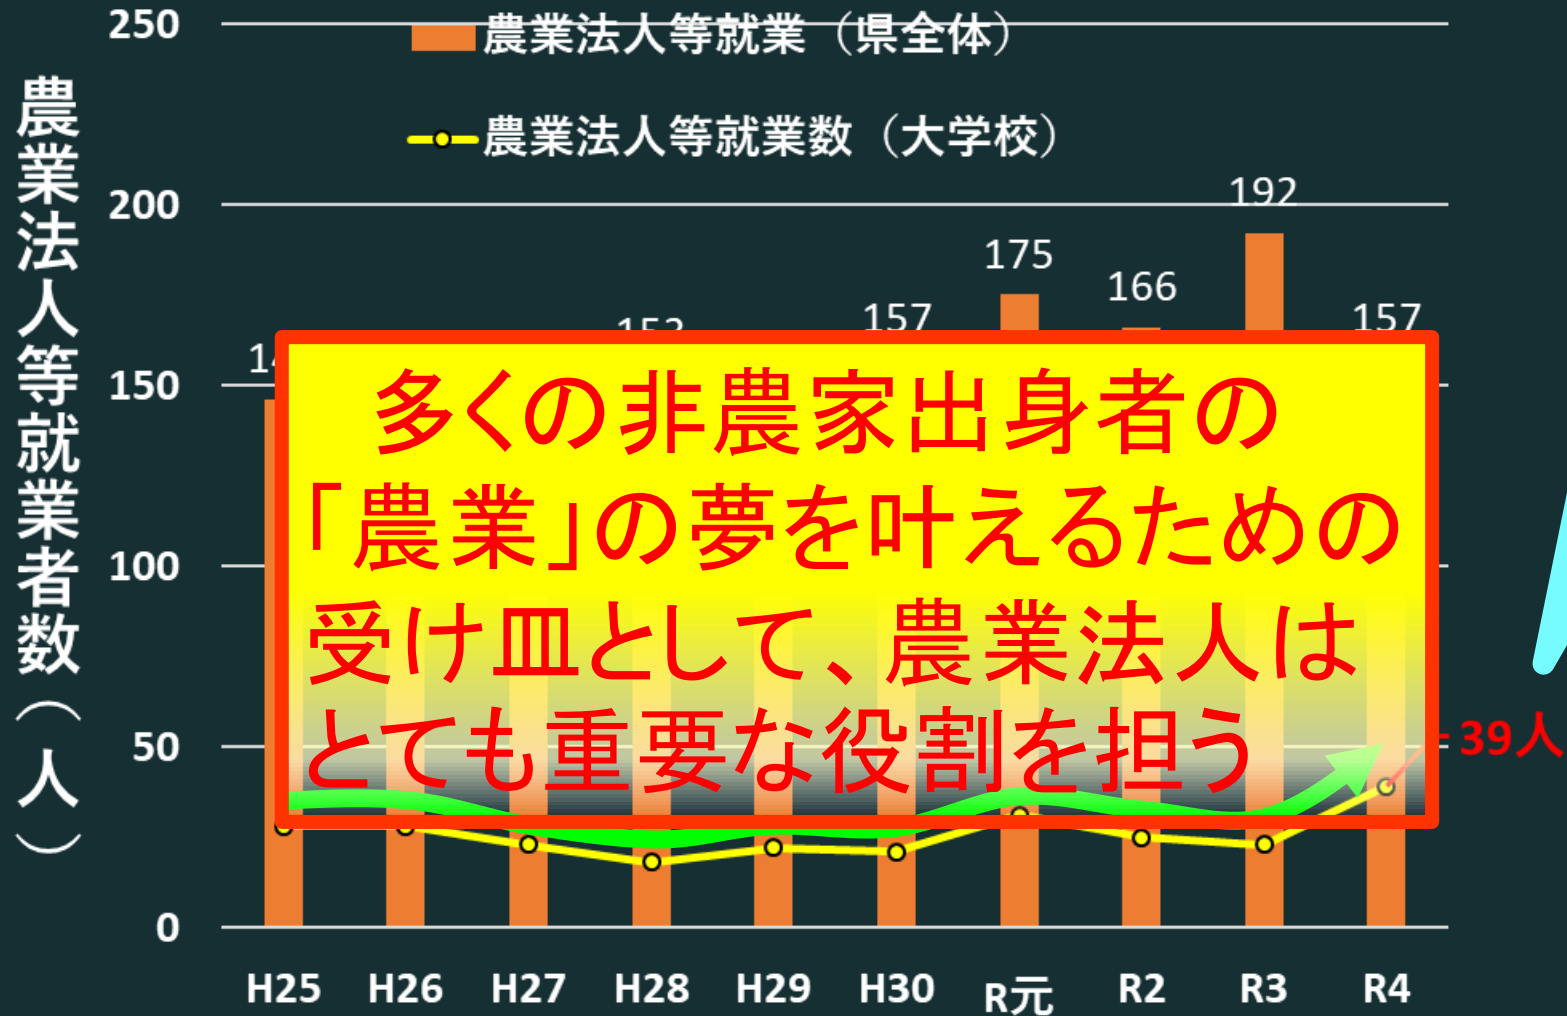 農業法人等就業（県全体）
農業法人等就業数（大学校）
農業法人等就業者数（人）
250
200
150
100
50
0
192
175
166
157
157
多くの非農家出身者の
「農業」の夢を叶えるための
受け皿として、農業法人は
とても重要な役割を担う
39人
H25 H26 H27 H28 H29 H30 R元 R2 R3 R4